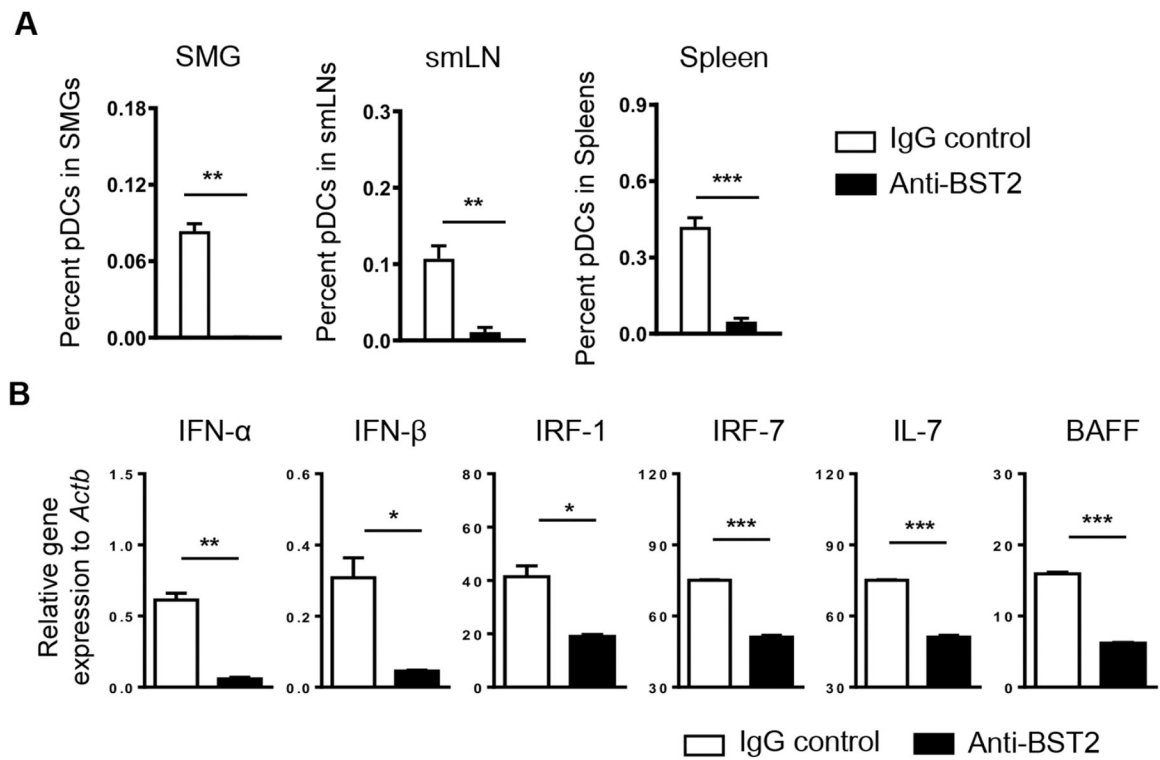 A
SMG
smLN
Spleen
Percent pDCs in SMGs
0.18
0.12
0.06
0.00
**
Percent pDCs in smLNs
0.3
0.2
0.1
0.0
**
Percent pDCs in Spleens
0.9
0.6
0.3
0.0
***
IgG control
Anti-BST2
B
IFN-α
IFN-β
IRF-1
IRF-7
IL-7
BAFF
Relative gene
expression to Actb
1.5
1.0
0.5
0.0
**
0.6
0.4
0.2
0.0
*
80
60
40
20
0
*
120
90
60
30
***
120
90
60
30
***
30
20
10
0
***
IgG control
Anti-BST2